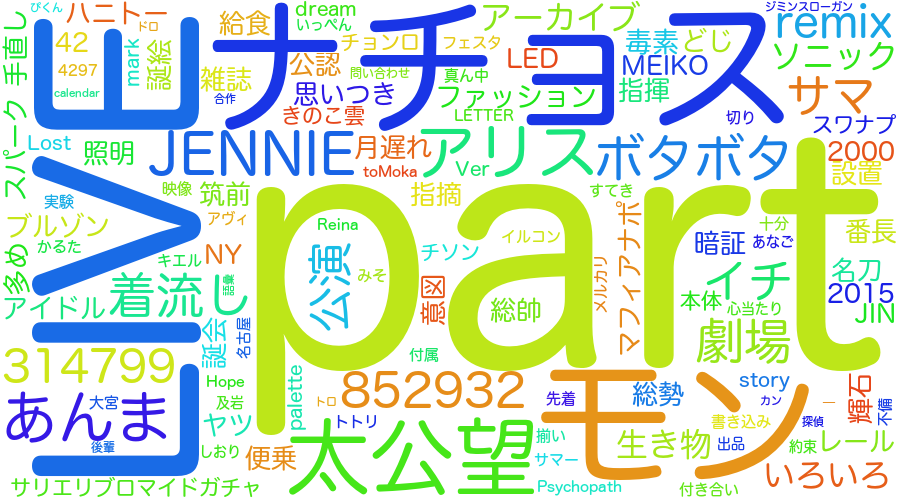 part
LIVE
ナチョス
モン
太公望
JENNIE
アリス
ボタボタ
あんま
852932
314799
着流し
公演
劇場
イチ
サマ
remix
ソニック
アーカイブ
ハニトー
手直し
スパーク
多め
42
4297
calendar
ぴくん
ドロ
mark
誕絵
給食
雑誌
dream
いっぺん
チョンロ
フェスタ
公認
問い合わせ
真ん中
LED
毒素
どじ
MEIKO
指揮
ジミンスローガン
思いつき
ファッション
きのこ雲
合作
LETTER
切り
スワナプ
2000
設置
Lost
照明
月遅れ
toMoka
Ver
指摘
すてき
実験
映像
筑前
ブルゾン
かるた
アヴィ
Reina
キエル
NY
語彙
チソン
イルコン
みそ
マフィアナポ
メルカリ
暗証
十分
あなご
番長
名刀
2015
JIN
本体
心当たり
アイドル
誕会
名古屋
意図
総帥
付属
Hope
palette
大宮
及岩
ヤツ
しおり
後輩
便乗
トロ
トトリ
サリエリブロマイドガチャ
先着
総勢
story
カン
輝石
一
不備
揃い
生き物
書き込み
探偵
サマー
出品
約束
レール
Psychopath
付き合い
いろいろ